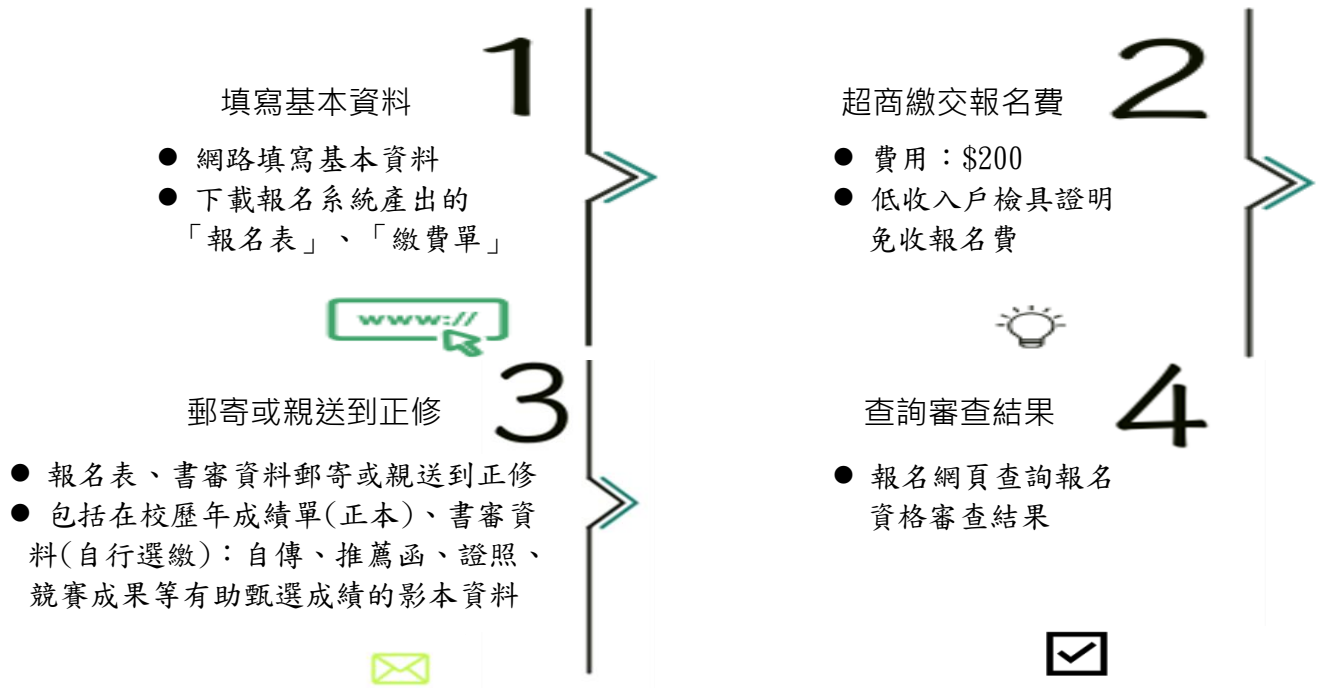 1
填寫基本資料
● 網路填寫基本資料
● 下載報名系統產出的
「報名表」、「繳費單」
www://
2
超商繳交報名費
● 費用：$200
● 低收入戶檢具證明
免收報名費
3
郵寄或親送到正修
● 報名表、書審資料郵寄或親送到正修
● 包括在校歷年成績單(正本)、書審資
料(自行選繳)：自傳、推薦函、證照、
競賽成果等有助甄選成績的影本資料
4
查詢審查結果
● 報名網頁查詢報名
資格審查結果